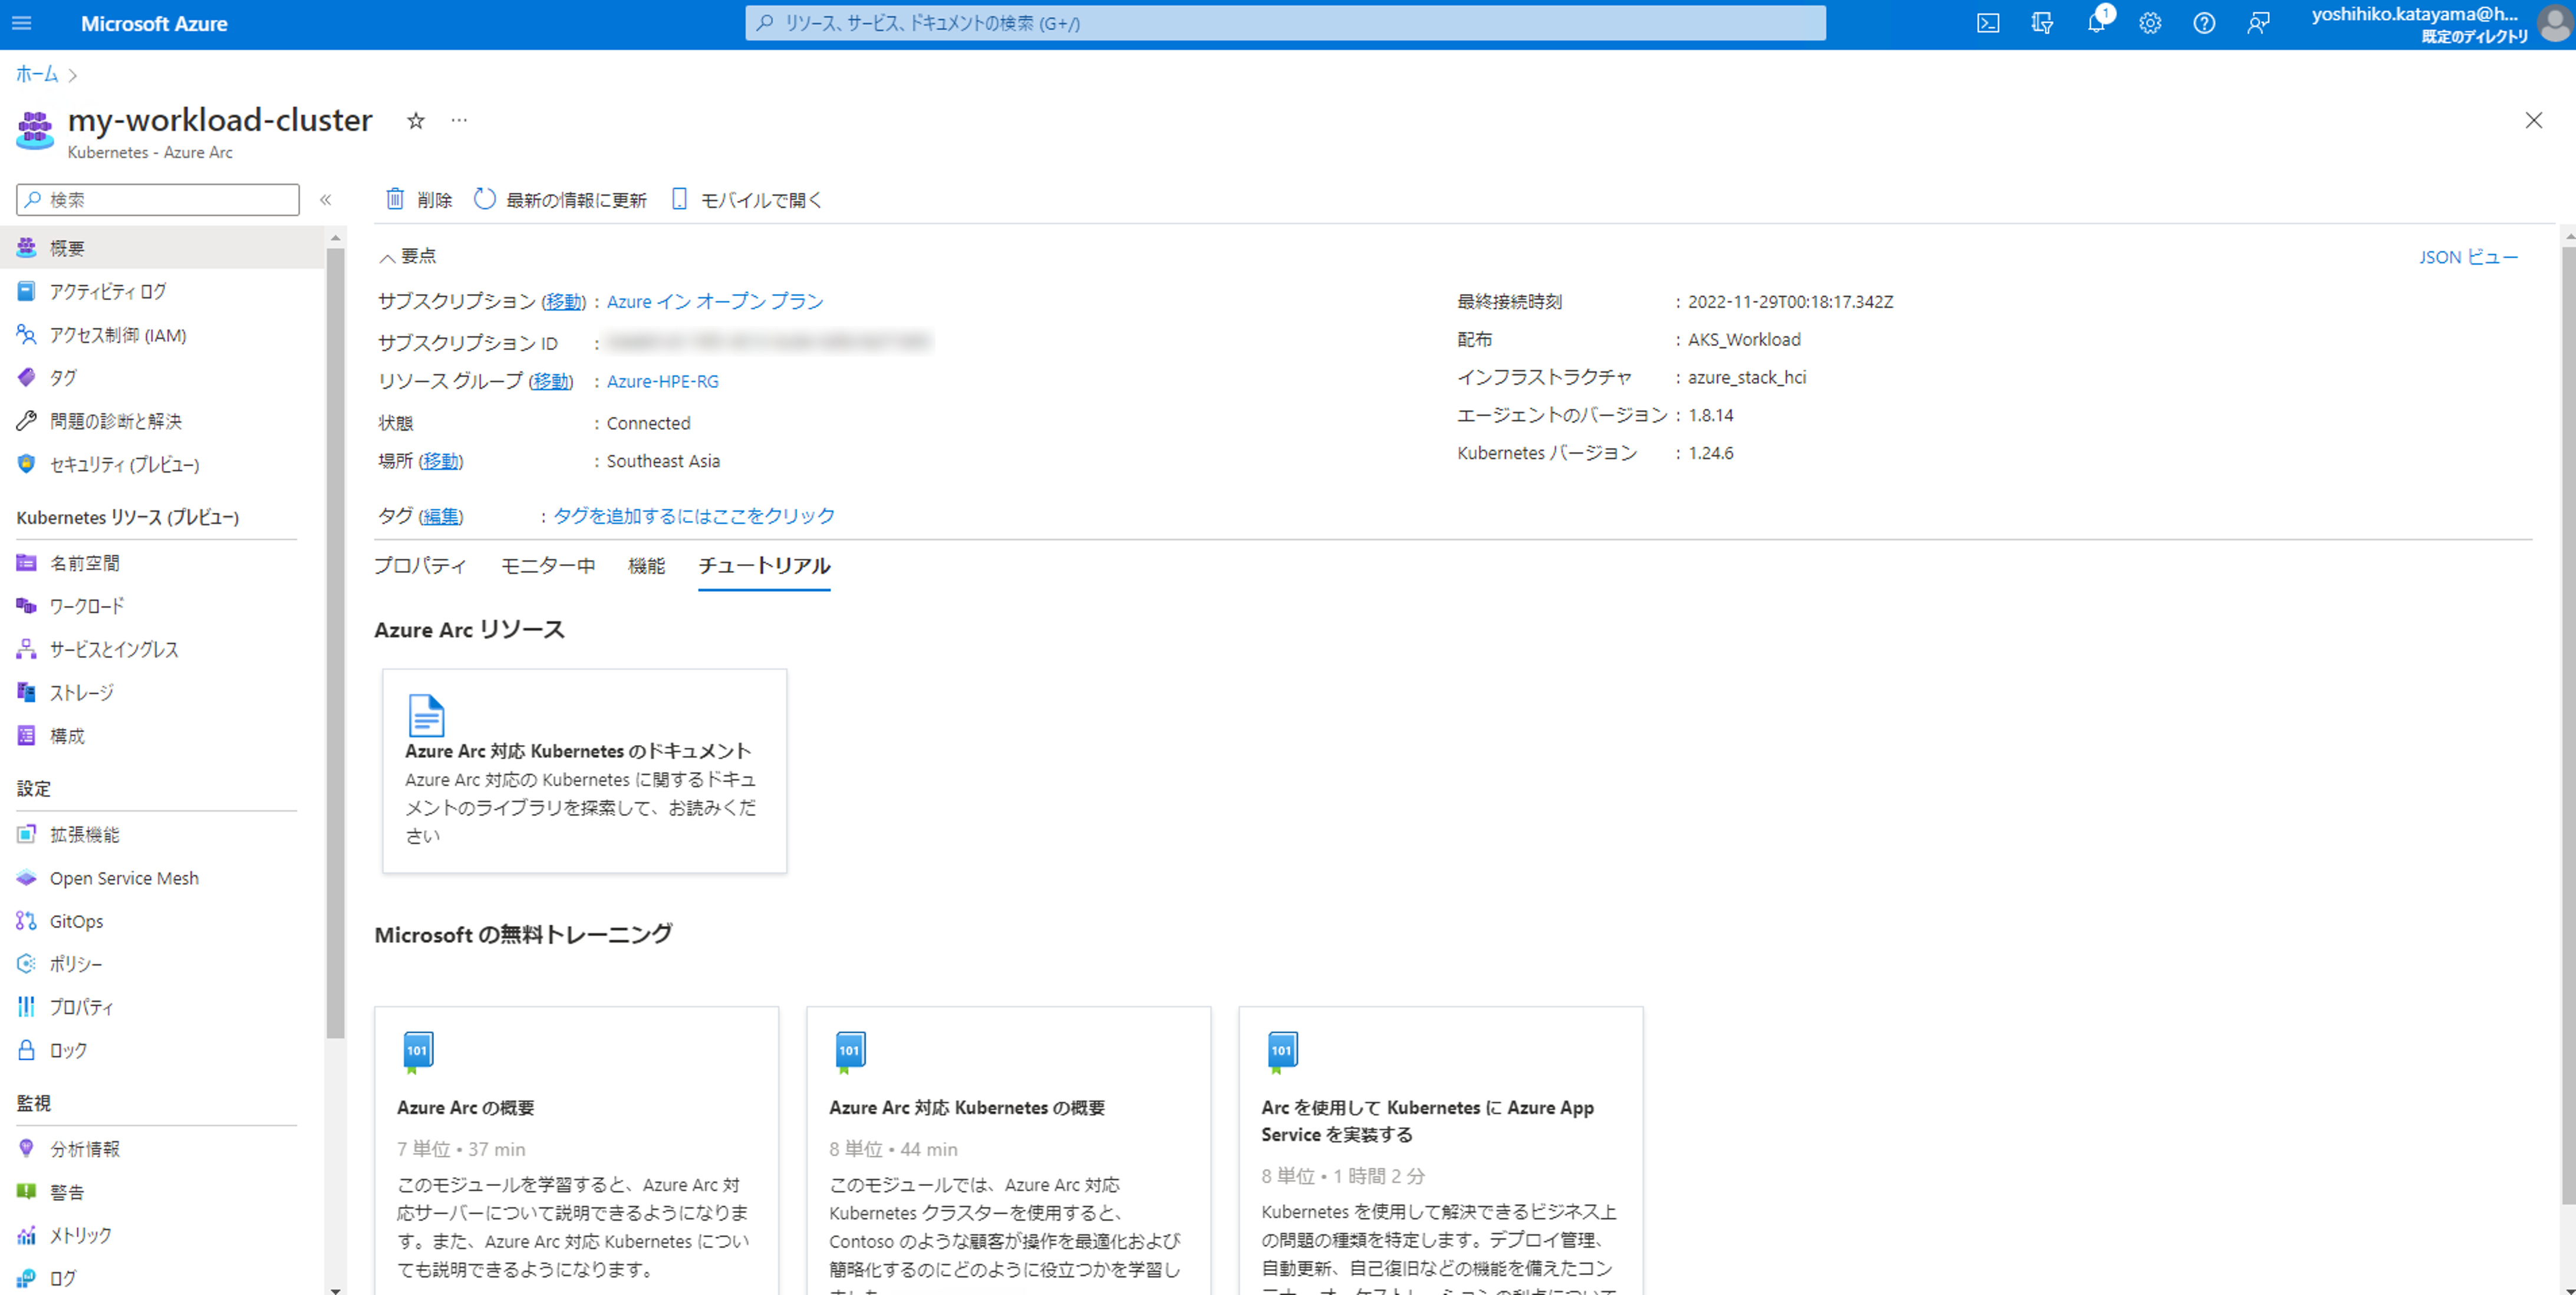 Microsoft Azure
リソース、サービス、ドキュメントの検索 (G+/)
1
yoshihiko.katayama@h...
既定のディレクトリ
ホーム
my-workload-cluster
Kubernetes - Azure Arc
検索
削除
最新の情報に更新
モバイルで開く
概要
アクティビティ ログ
アクセス制御 (IAM)
タグ
問題の診断と解決
セキュリティ (プレビュー)
Kubernetes リソース (プレビュー)
名前空間
ワークロード
サービスとイングレス
ストレージ
構成
設定
拡張機能
Open Service Mesh
GitOps
ポリシー
プロパティ
ロック
監視
分析情報
警告
メトリック
ログ
要点
JSON ビュー
サブスクリプション (移動) : Azure イン オープン プラン
サブスクリプション ID :
リソース グループ (移動) : Azure-HPE-RG
状態 : Connected
場所 (移動) : Southeast Asia
最終接続時刻 : 2022-11-29T00:18:17.342Z
配布 : AKS_Workload
インフラストラクチャ : azure_stack_hci
エージェントのバージョン : 1.8.14
Kubernetes バージョン : 1.24.6
タグ (編集) : タグを追加するにはここをクリック
プロパティ
モニター中
機能
チュートリアル
Azure Arc リソース
Azure Arc 対応 Kubernetes のドキュメント
Azure Arc 対応の Kubernetes に関するドキュ
メントのライブラリを探索して、お読みくだ
さい
Microsoft の無料トレーニング
101
Azure Arc の概要
7 単位 • 37 min
このモジュールを学習すると、Azure Arc 対
応サーバーについて説明できるようになりま
す。また、Azure Arc 対応 Kubernetes につい
ても説明できるようになります。
101
Azure Arc 対応 Kubernetes の概要
8 単位 • 44 min
このモジュールでは、Azure Arc 対応
Kubernetes クラスターを使用すると、
Contoso のような顧客が操作を最適化および
簡略化するのにどのように役立つかを学習し
101
Arc を使用して Kubernetes に Azure App
Service を実装する
8 単位 • 1 時間 2 分
Kubernetes を使用して解決できるビジネス上
の問題の種類を特定します。デプロイ管理、
自動更新、自己復旧などの機能を備えたコン